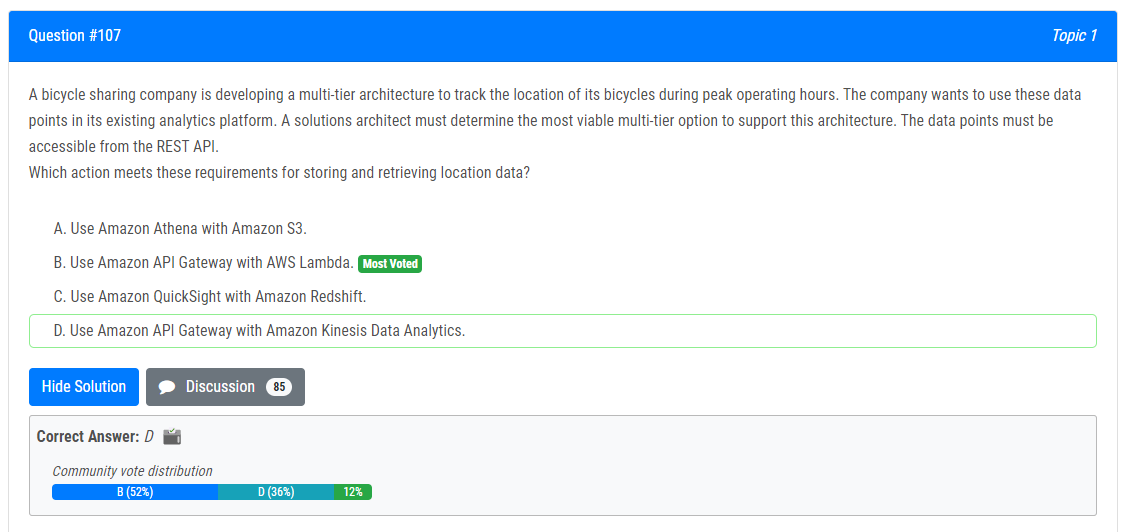 Question #107
Topic 1
A bicycle sharing company is developing a multi-tier architecture to track the location of its bicycles during peak operating hours. The company wants to use these data
points in its existing analytics platform. A solutions architect must determine the most viable multi-tier option to support this architecture. The data points must be
accessible from the REST API.
Which action meets these requirements for storing and retrieving location data?
A. Use Amazon Athena with Amazon S3.
B. Use Amazon API Gateway with AWS Lambda. Most Voted
C. Use Amazon QuickSight with Amazon Redshift.
D. Use Amazon API Gateway with Amazon Kinesis Data Analytics.
Hide Solution
Discussion 85
Correct Answer: D
Community vote distribution
B (52%) D (36%) 12%